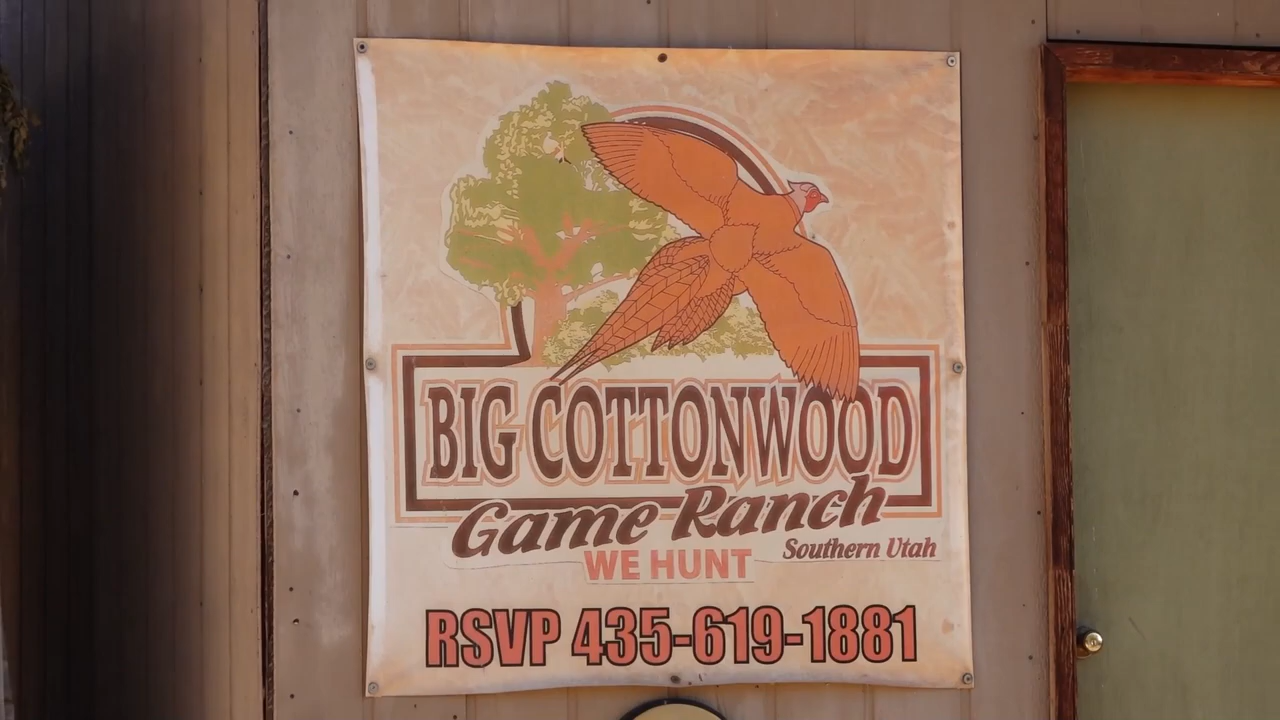 BIG COTTONWOOD
Game Ranch
Southern Utah
WE HUNT
RSVP 435-619-1881